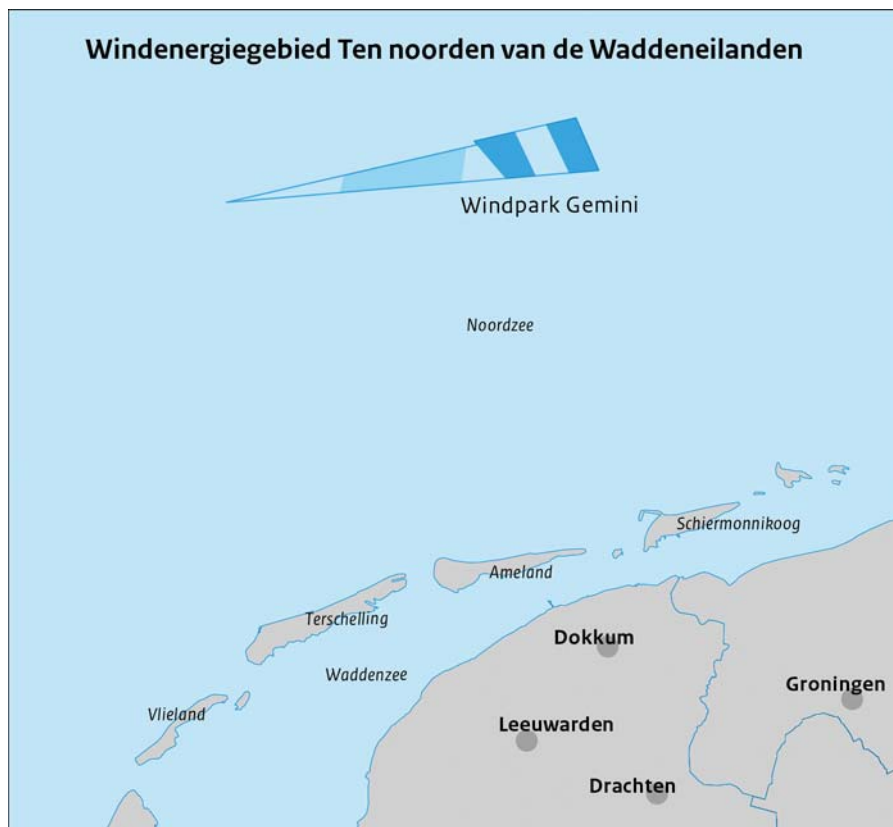 Windenergiegebied Ten noorden van de Waddeneilanden
Windpark Gemini
Noordzee
Schiermonnikoog
Ameland
Terschelling
Dokkum
Waddenzee
Groningen
Vlieland
Leeuwarden
Drachten